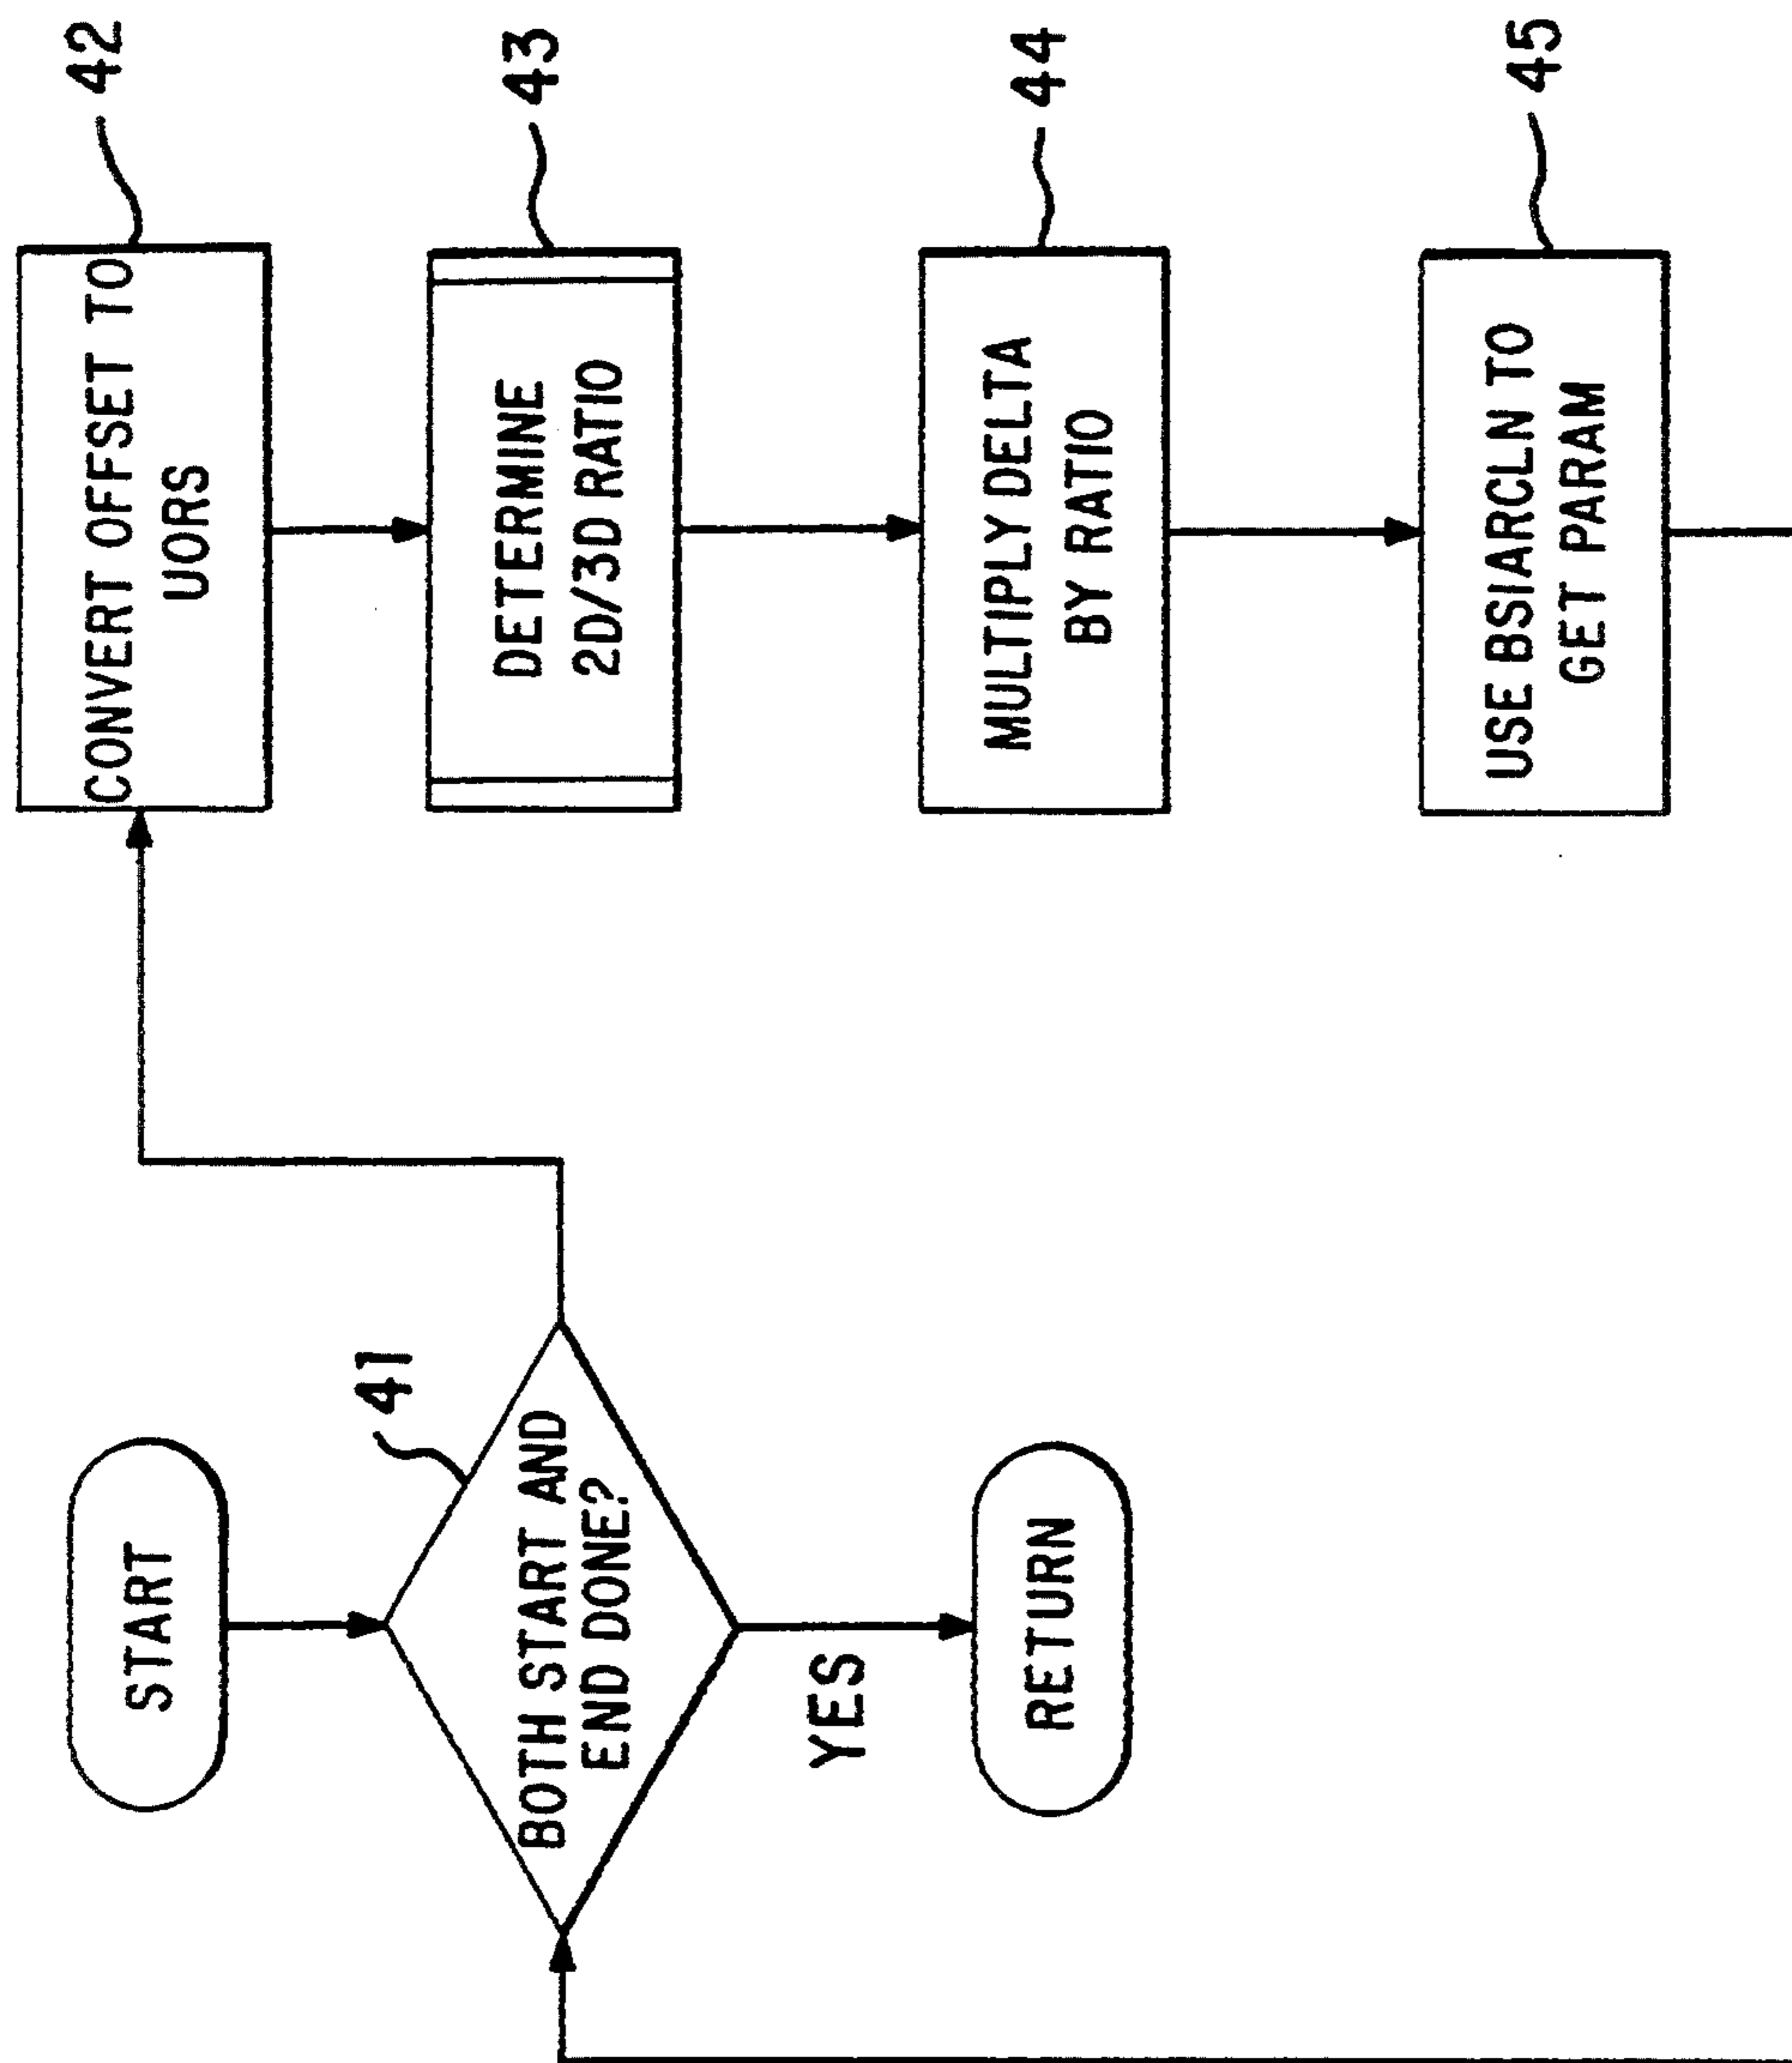 START
41
BOTH START AND
END DONE?
YES
RETURN
CONVERT OFFSET TO
UORS
42
DETERMINE
2D/3D RATIO
43
MULTIPLY DELTA
BY RATIO
44
USE BSIARCLN TO
GET PARAM
45